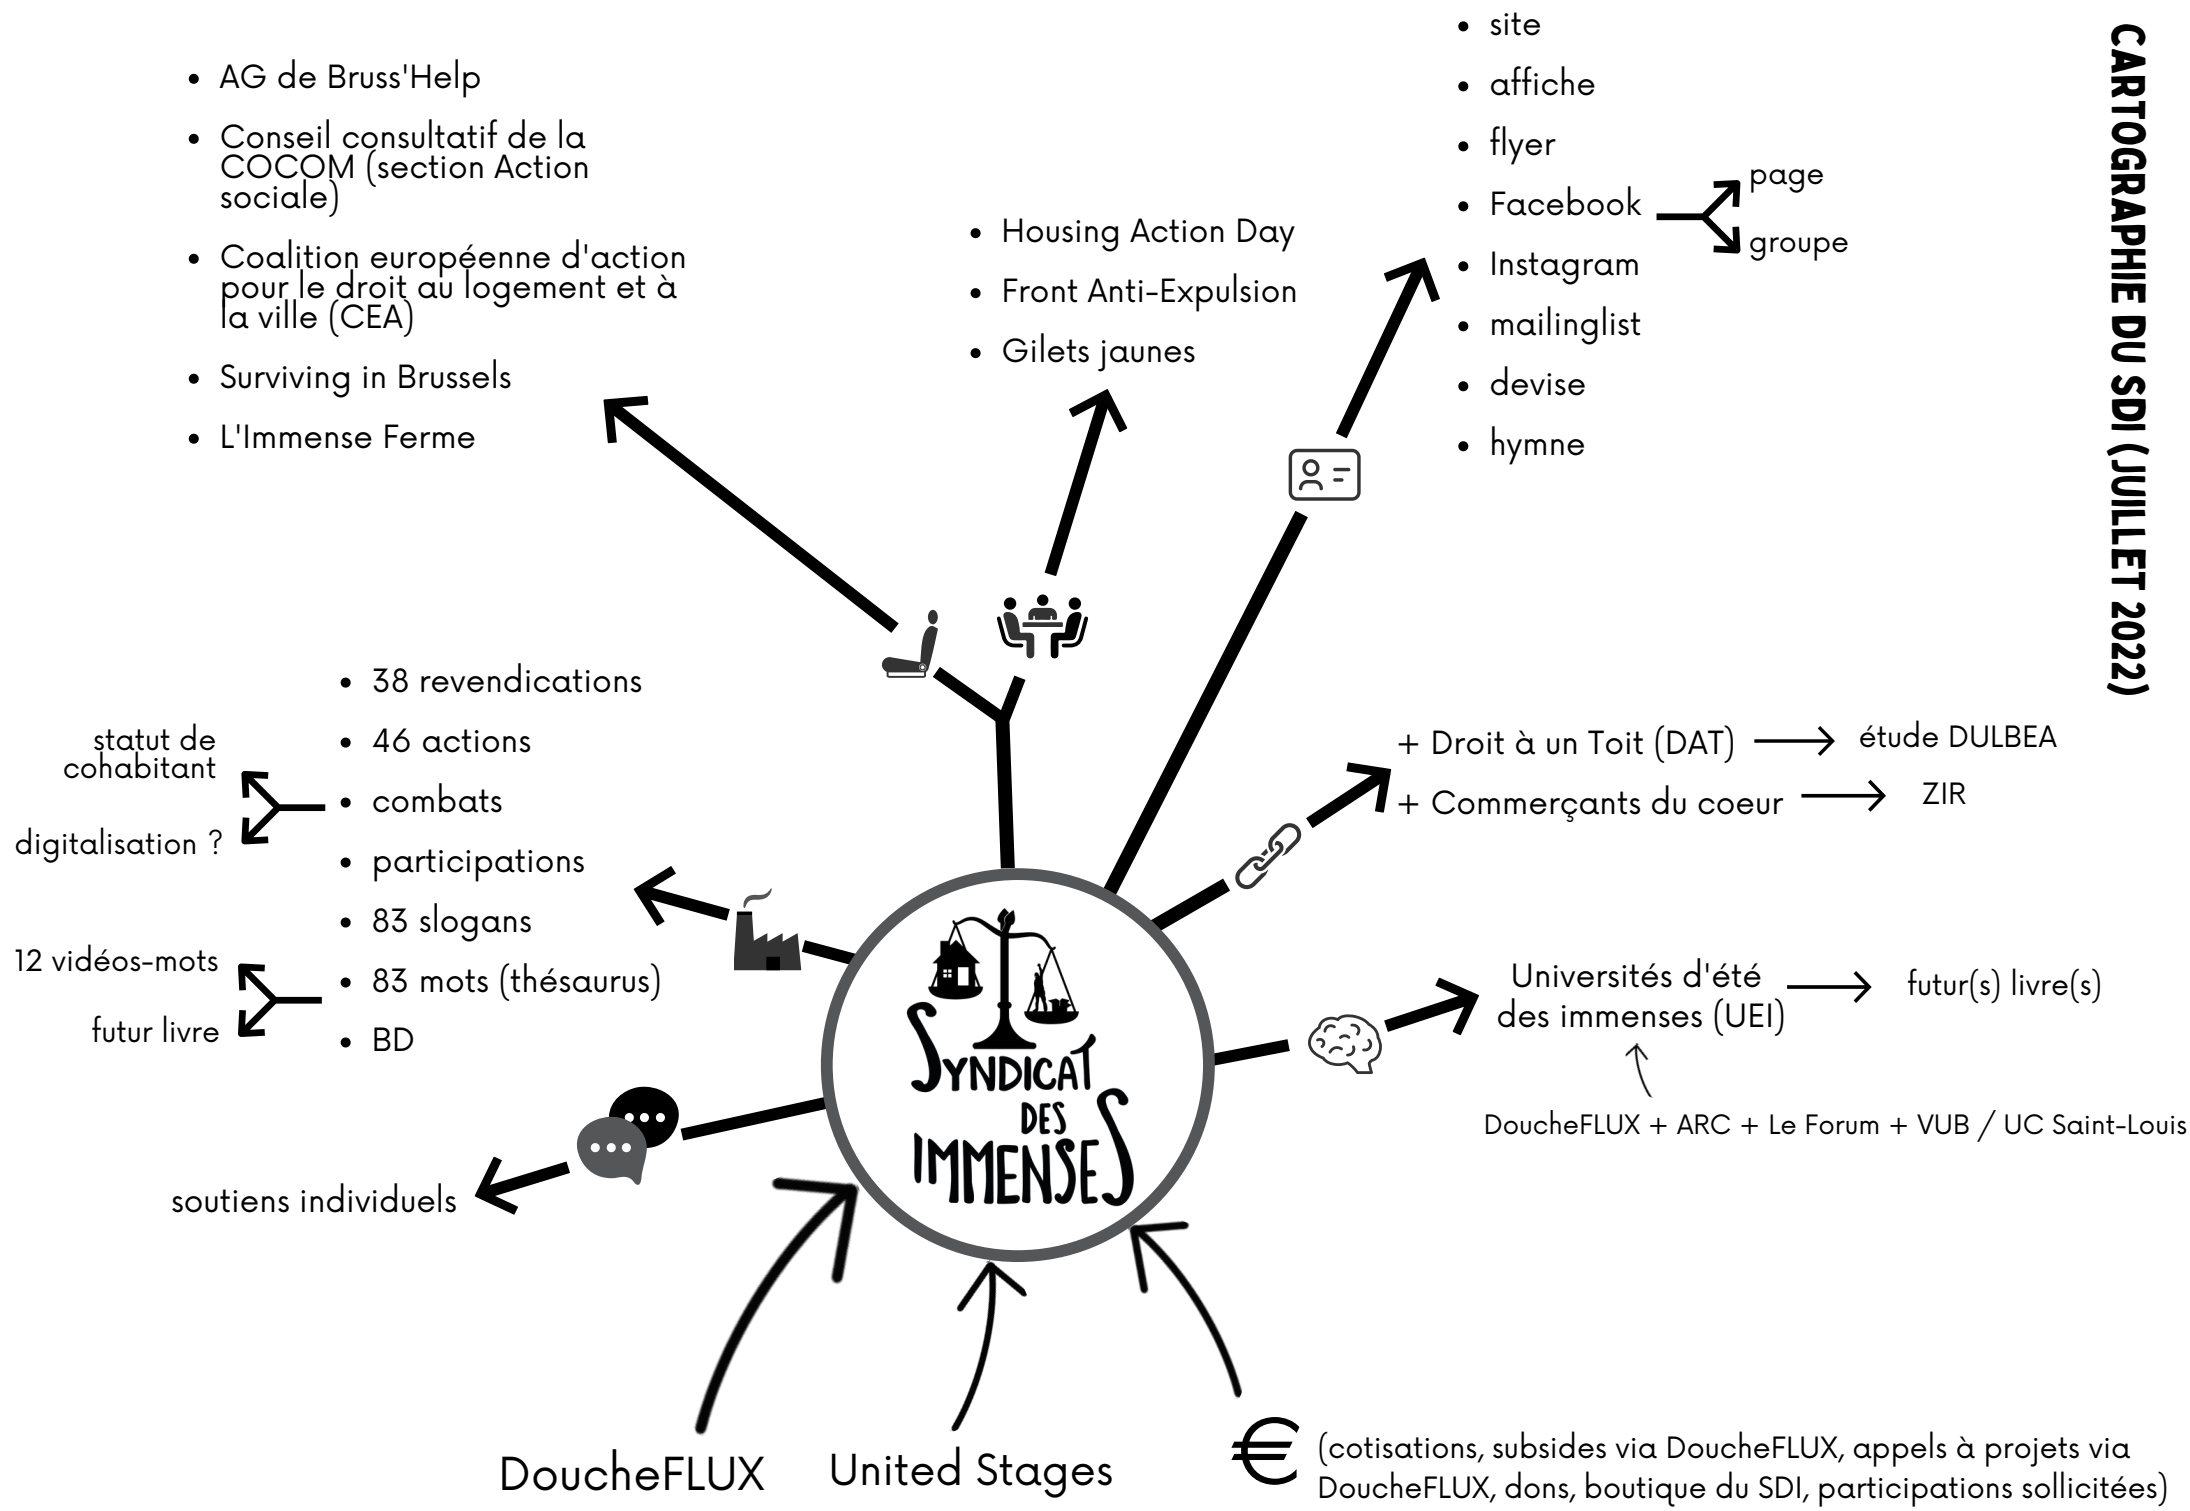 CARTOGRAPHIE DU SDI (JUILLET 2022)
AG de Bruss'Help
Conseil consultatif de la
COCOM (section Action
sociale)
Coalition européenne d'action
pour le droit au logement et à
la ville (CEA)
Surviving in Brussels
L'Immense Ferme
Housing Action Day
Front Anti-Expulsion
Gilets jaunes
site
affiche
flyer
Facebook
page
groupe
Instagram
mailinglist
devise
hymne
38 revendications
46 actions
combats
statut de
cohabitant
digitalisation ?
participations
83 slogans
83 mots (thésaurus)
12 vidéos-mots
futur livre
BD
soutiens individuels
+ Droit à un Toit (DAT)
étude DULBEA
+ Commerçants du coeur
ZIR
Universités d'été
des immenses (UEI)
futur(s) livre(s)
DoucheFLUX + ARC + Le Forum + VUB / UC Saint-Louis
SYNDICAT
DES
IMMENSES
DoucheFLUX
United Stages
€ (cotisations, subsides via DoucheFLUX, appels à projets via
DoucheFLUX, dons, boutique du SDI, participations sollicitées)